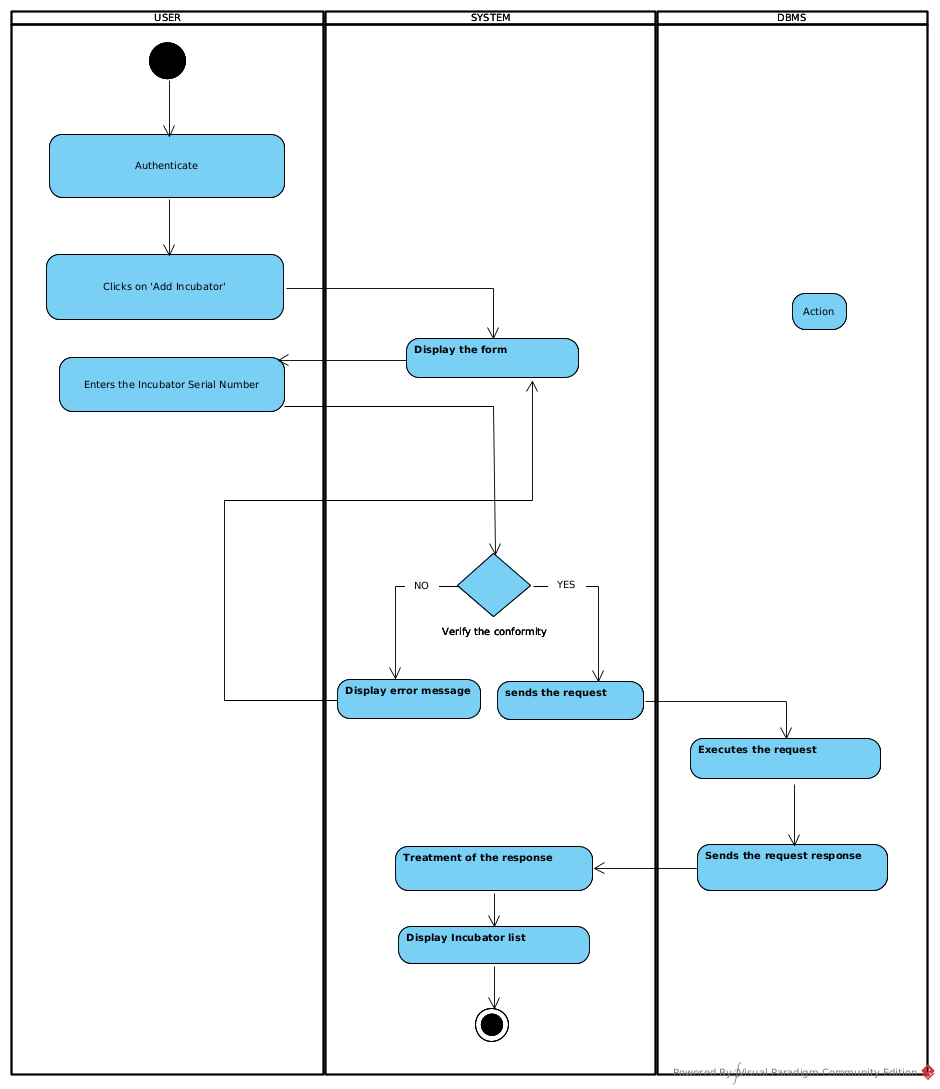 USER
SYSTEM
DBMS
Authenticate
Clicks on 'Add Incubator'
Action
Display the form
Enters the Incubator Serial Number
NO
YES
Verify the conformity
Display error message
sends the request
Executes the request
Treatment of the response
Sends the request response
Display Incubator list
Powered By Visual Paradigm Community Edition